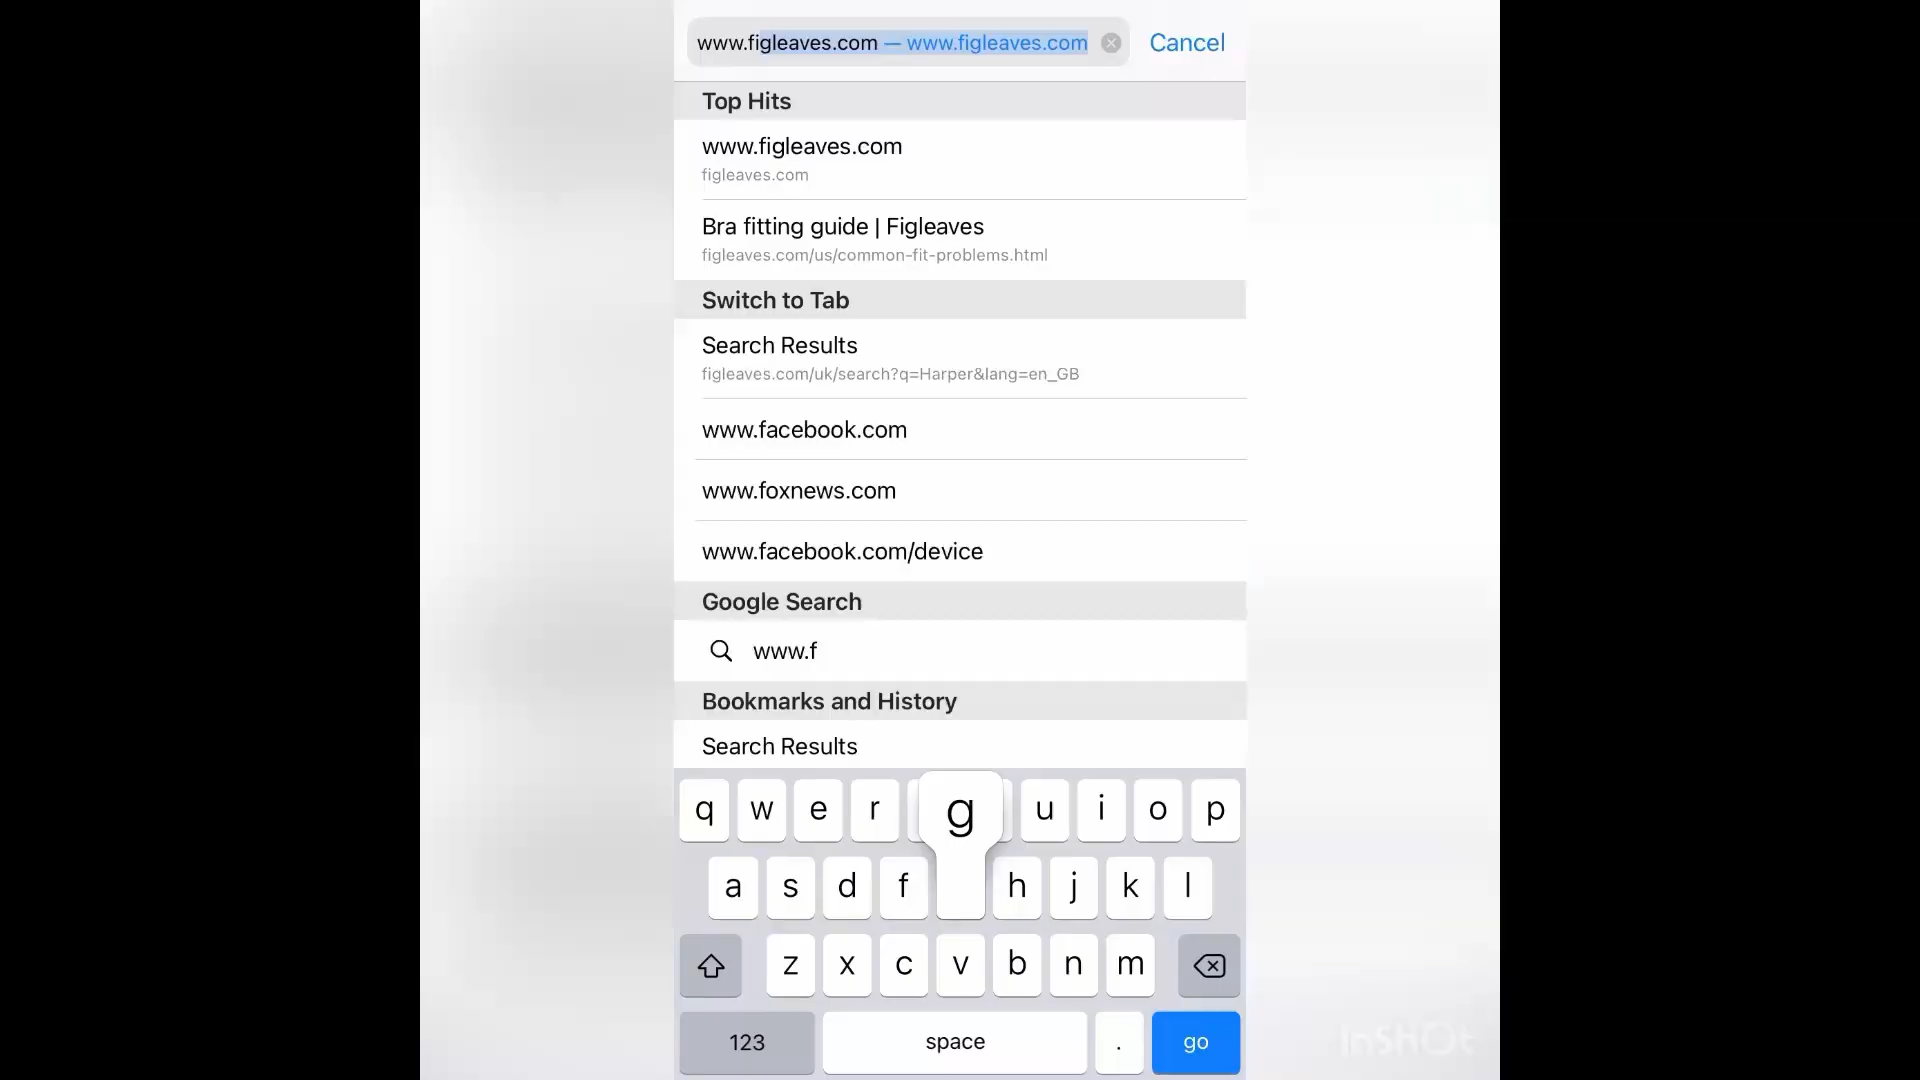 www.figleaves.com — www.figleaves.com
Cancel
Top Hits
www.figleaves.com
figleaves.com
Bra fitting guide | Figleaves
figleaves.com/us/common-fit-problems.html
Switch to Tab
Search Results
figleaves.com/uk/search?q=Harper&lang=en_GB
www.facebook.com
www.foxnews.com
www.facebook.com/device
Google Search
www.f
Bookmarks and History
Search Results
q w e r g u i o p
a s d f h j k l
z x c v b n m
123 space . go
InShOt